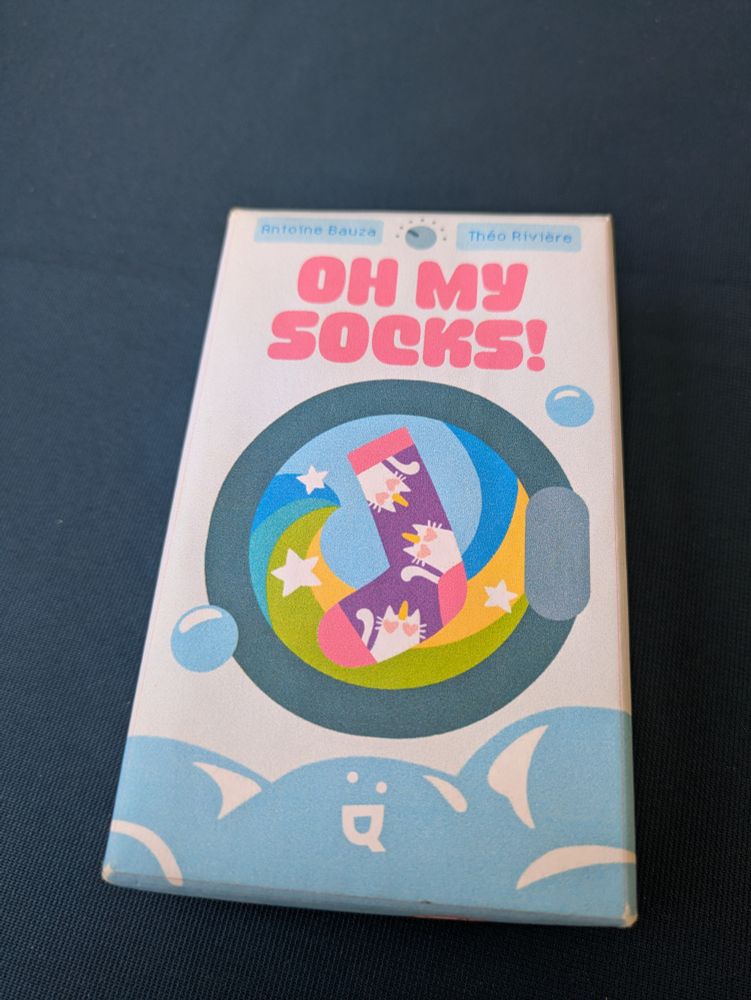 Antoine Bauza
Théo Rivière
OH MY
SOCKS!